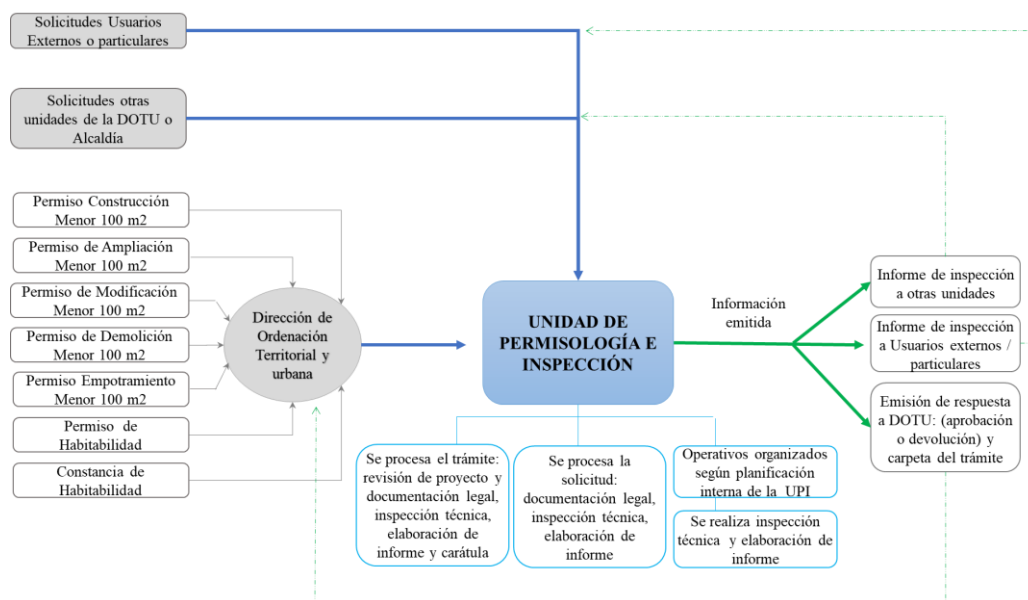 Solicitudes Usuarios
Externos o particulares
Solicitudes otras
unidades de la DOTU o
Alcaldía
Permiso Construcción
Menor 100 m2
Permiso de Ampliación
Menor 100 m2
Permiso de Modificación
Menor 100 m2
Permiso de Demolición
Menor 100 m2
Permiso Empotramiento
Menor 100 m2
Permiso de
Habitabilidad
Constancia de
Habitabilidad
Dirección de
Ordenación
Territorial y
urbana
UNIDAD DE
PERMISOLOGÍA E
INSPECCIÓN
Información
emitida
Informe de inspección
a otras unidades
Informe de inspección
a Usuarios externos /
particulares
Emisión de respuesta
a DOTU: (aprobación
o devolución) y
carpeta del trámite
Se procesa el trámite:
revisión de proyecto y
documentación legal,
inspección técnica,
elaboración de
informe y carátula
Se procesa la
solicitud:
documentación legal,
inspección técnica,
elaboración de
informe
Operativos organizados
según planificación
interna de la UPI
Se realiza inspección
técnica y elaboración de
informe